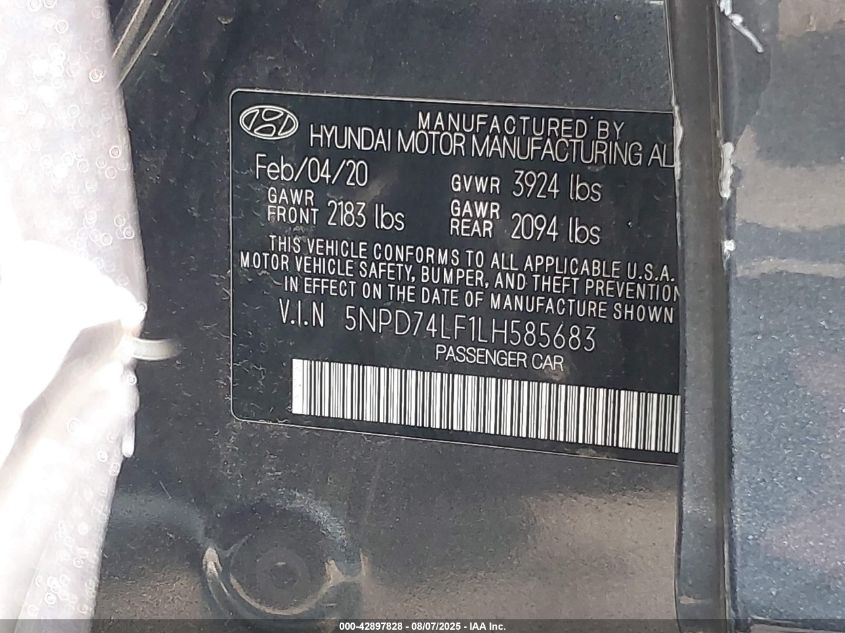 MANUFACTURED BY
HYUNDAI MOTOR MANUFACTURING AL
Feb/04/20 GVWR 3924 lbs
GAWR FRONT 2183 lbs GAWR REAR 2094 lbs
THIS VEHICLE CONFORMS TO ALL APPLICABLE U.S.A.
MOTOR VEHICLE SAFETY, BUMPER, AND THEFT PREVENTION
IN EFFECT ON THE DATE OF MANUFACTURE SHOWN
V.I.N 5NPD74LF1LH585683
PASSENGER CAR
000-42897828 - 08/07/2025 - IAA Inc.